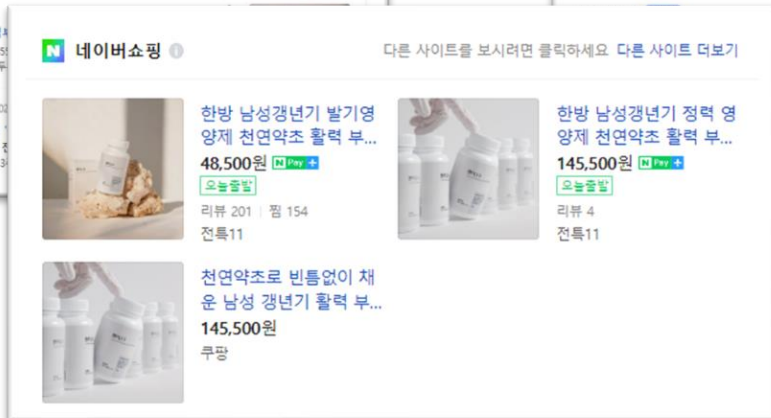 N 네이버쇼핑
다른 사이트를 보시려면 클릭하세요 다른 사이트 더보기
한방 남성갱년기 발기영
양제 천연약초 활력 부...
48,500원 N Pay +
오늘출발
리뷰 201 | 찜 154
전특11
한방 남성갱년기 정력 영
양제 천연약초 활력 부...
145,500원 N Pay +
오늘출발
리뷰 4
전특11
천연약초로 빈틈없이 채
운 남성 갱년기 활력 부...
145,500원
쿠팡